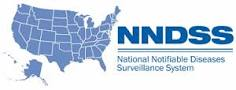 NNDSS
National Notifiable Diseases
Surveillance System